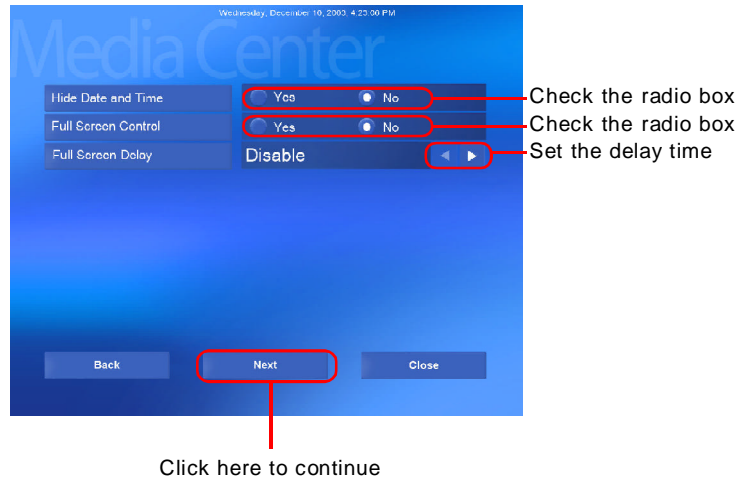 Wednesday, December 10, 2003, 4:23:00 PM
Media Center
Hide Date and Time Yes No Check the radio box
Full Screen Control Yes No Check the radio box
Full Screen Delay Disable Set the delay time
Back Next Close
Click here to continue